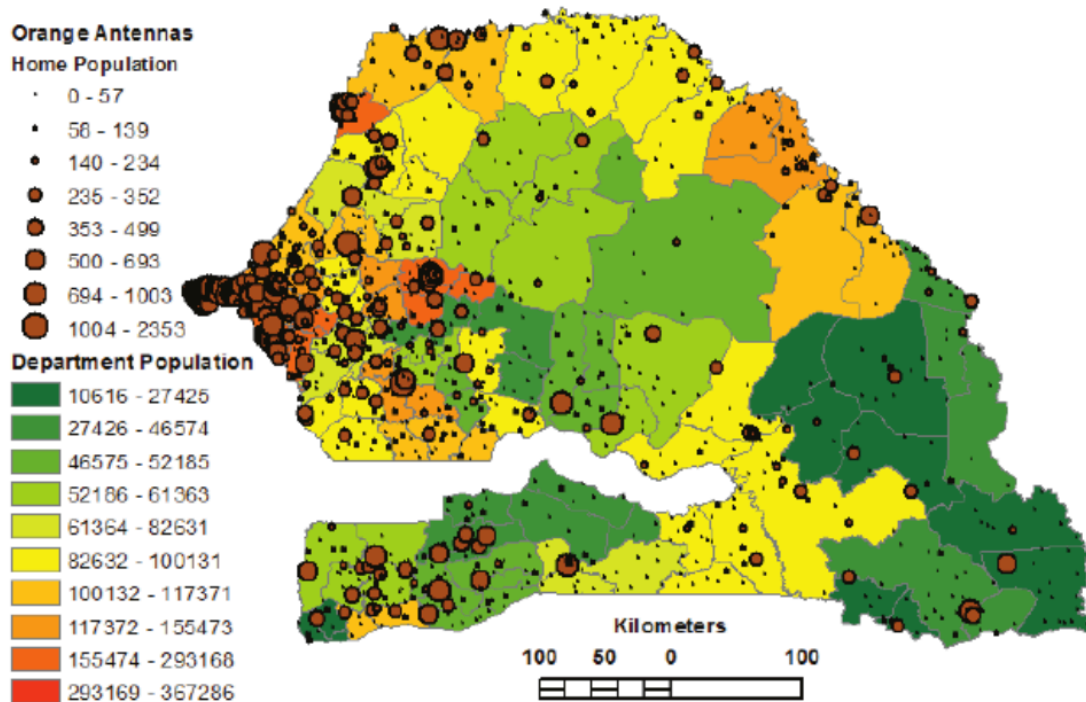 Orange Antennas
Home Population
0 - 57
58 - 139
140 - 234
235 - 352
353 - 499
500 - 693
694 - 1003
1004 - 2353
Department Population
10616 - 27425
27426 - 46574
46575 - 52185
52186 - 61363
61364 - 82631
82632 - 100131
100132 - 117371
117372 - 155473
155474 - 293168
293169 - 367286
Kilometers
100 50 0 100